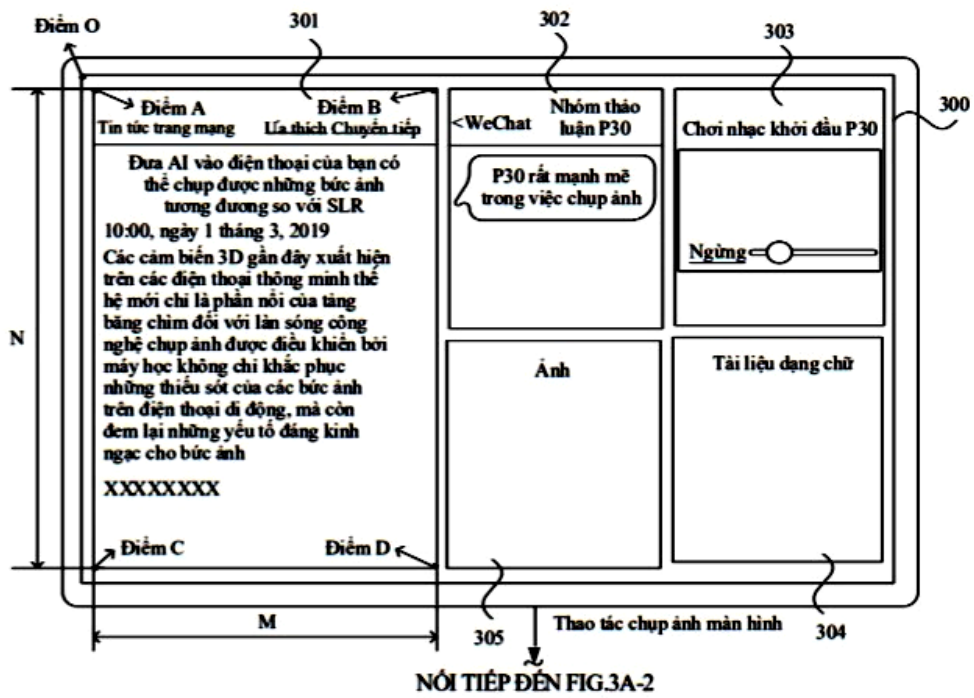 Điểm O
301
302
303
300
Điểm A
Điểm B
Tin tức trang mạng
Ưa thích Chuyển tiếp
Đưa AI vào điện thoại của bạn có
thể chụp được những bức ảnh
tương đương so với SLR
10:00, ngày 1 tháng 3, 2019
Các cảm biến 3D gần đây xuất hiện
trên các điện thoại thông minh thế
hệ mới chỉ là phần nổi của tảng
băng chìm đối với làn sóng công
nghệ chụp ảnh được điều khiển bởi
máy học không chỉ khắc phục
những thiếu sót của các bức ảnh
trên điện thoại di động, mà còn
đem lại những yếu tố đáng kinh
ngạc cho bức ảnh
XXXXXXXX
Điểm C
Điểm D
N
M
<WeChat
Nhóm thảo
luận P30
P30 rất mạnh mẽ
trong việc chụp ảnh
Chơi nhạc khởi đầu P30
Ngừng
Ảnh
Tài liệu dạng chữ
305
304
Thao tác chụp ảnh màn hình
NỐI TIẾP ĐẾN FIG.3A-2